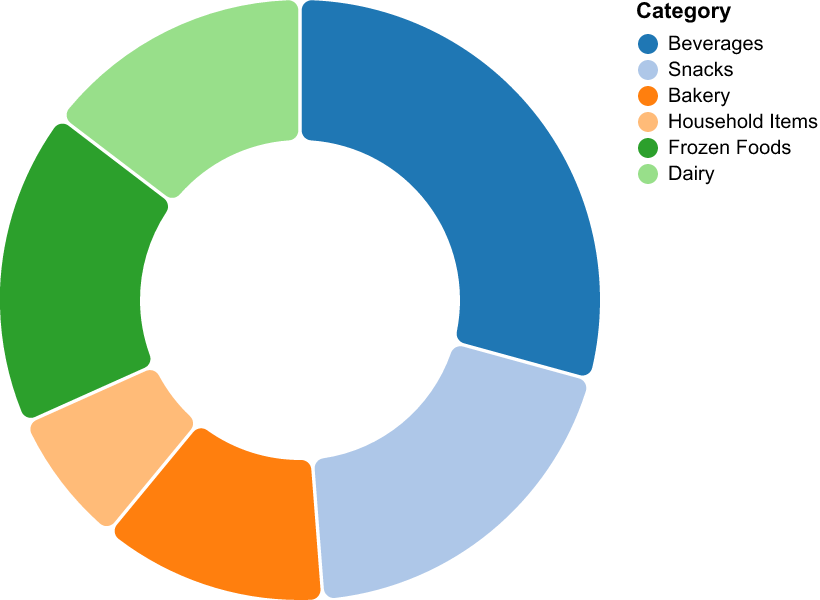 Category
Beverages
Snacks
Bakery
Household Items
Frozen Foods
Dairy